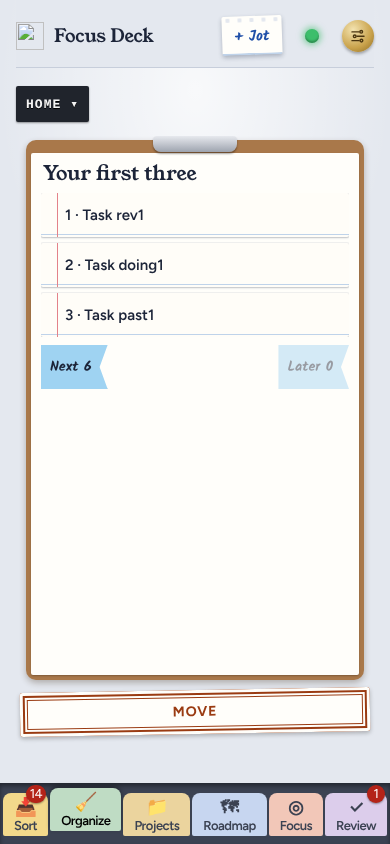 Focus Deck
+ Jot
HOME ▾
Your first three
1 · Task rev1
2 · Task doing1
3 · Task past1
Next 6
Later 0
MOVE
14
1
Sort
Organize
Projects
Roadmap
Focus
Review